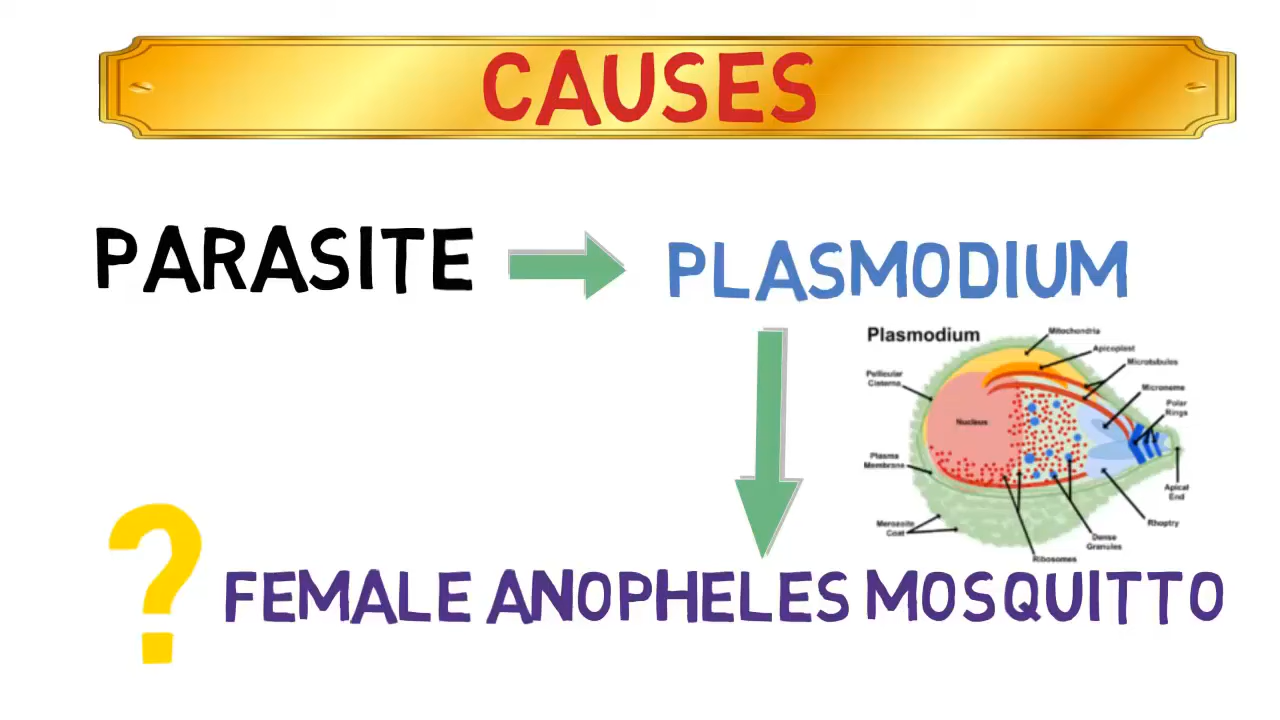 CAUSES
PARASITE
PLASMODIUM
Plasmodium
Mitochondria
Apicoplast
Microtubules
Pellicular
Cisterna
Microneme
Polar
Rings
Nucleus
Plasma
Membrane
Apical
End
Merozoite
Coat
Rhoptry
Dense
Granules
Ribosomes
? FEMALE ANOPHELES MOSQUITTO